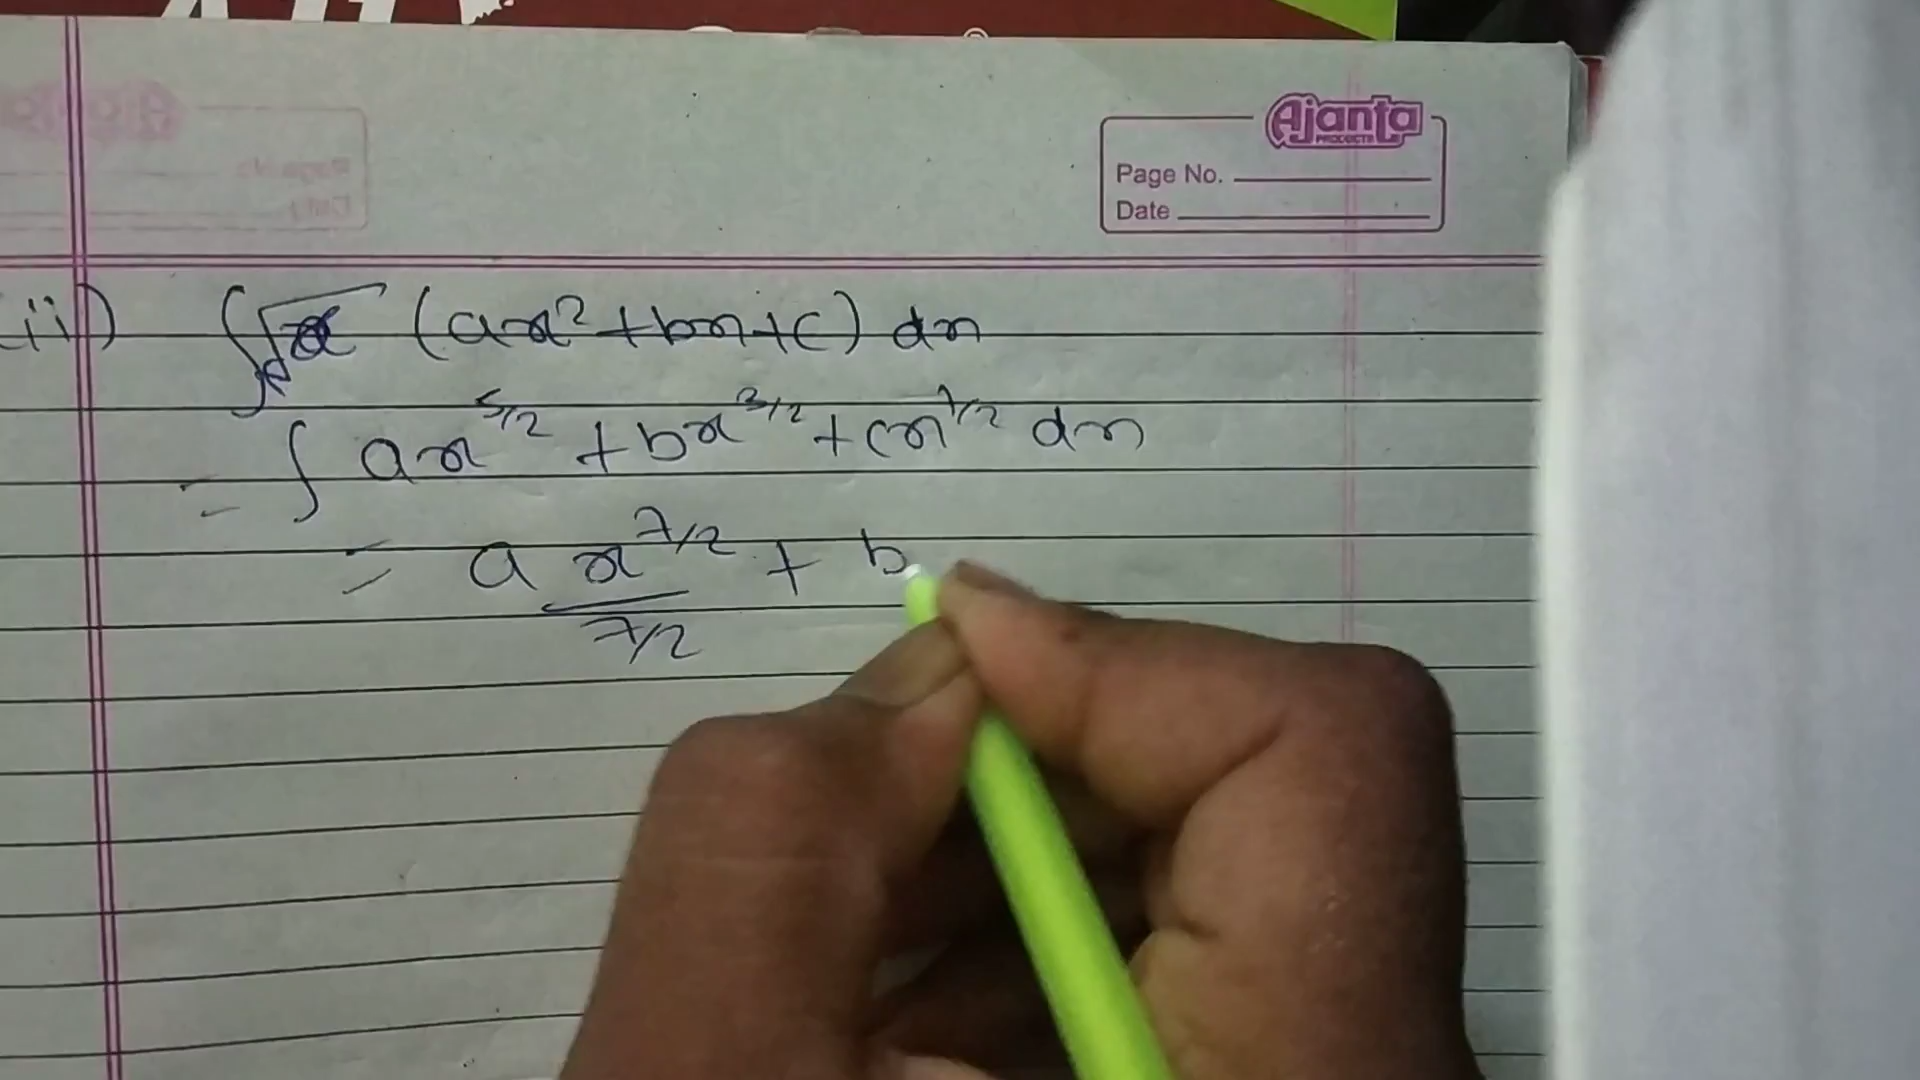 Ajanta
PRODUCTS
Page No.
Date
ii) ∫√x (ax² + bx + c) dx
= ∫ ax^5/2 + bx^3/2 + cx^1/2 dx
= a x^7/2 / 7/2 + b